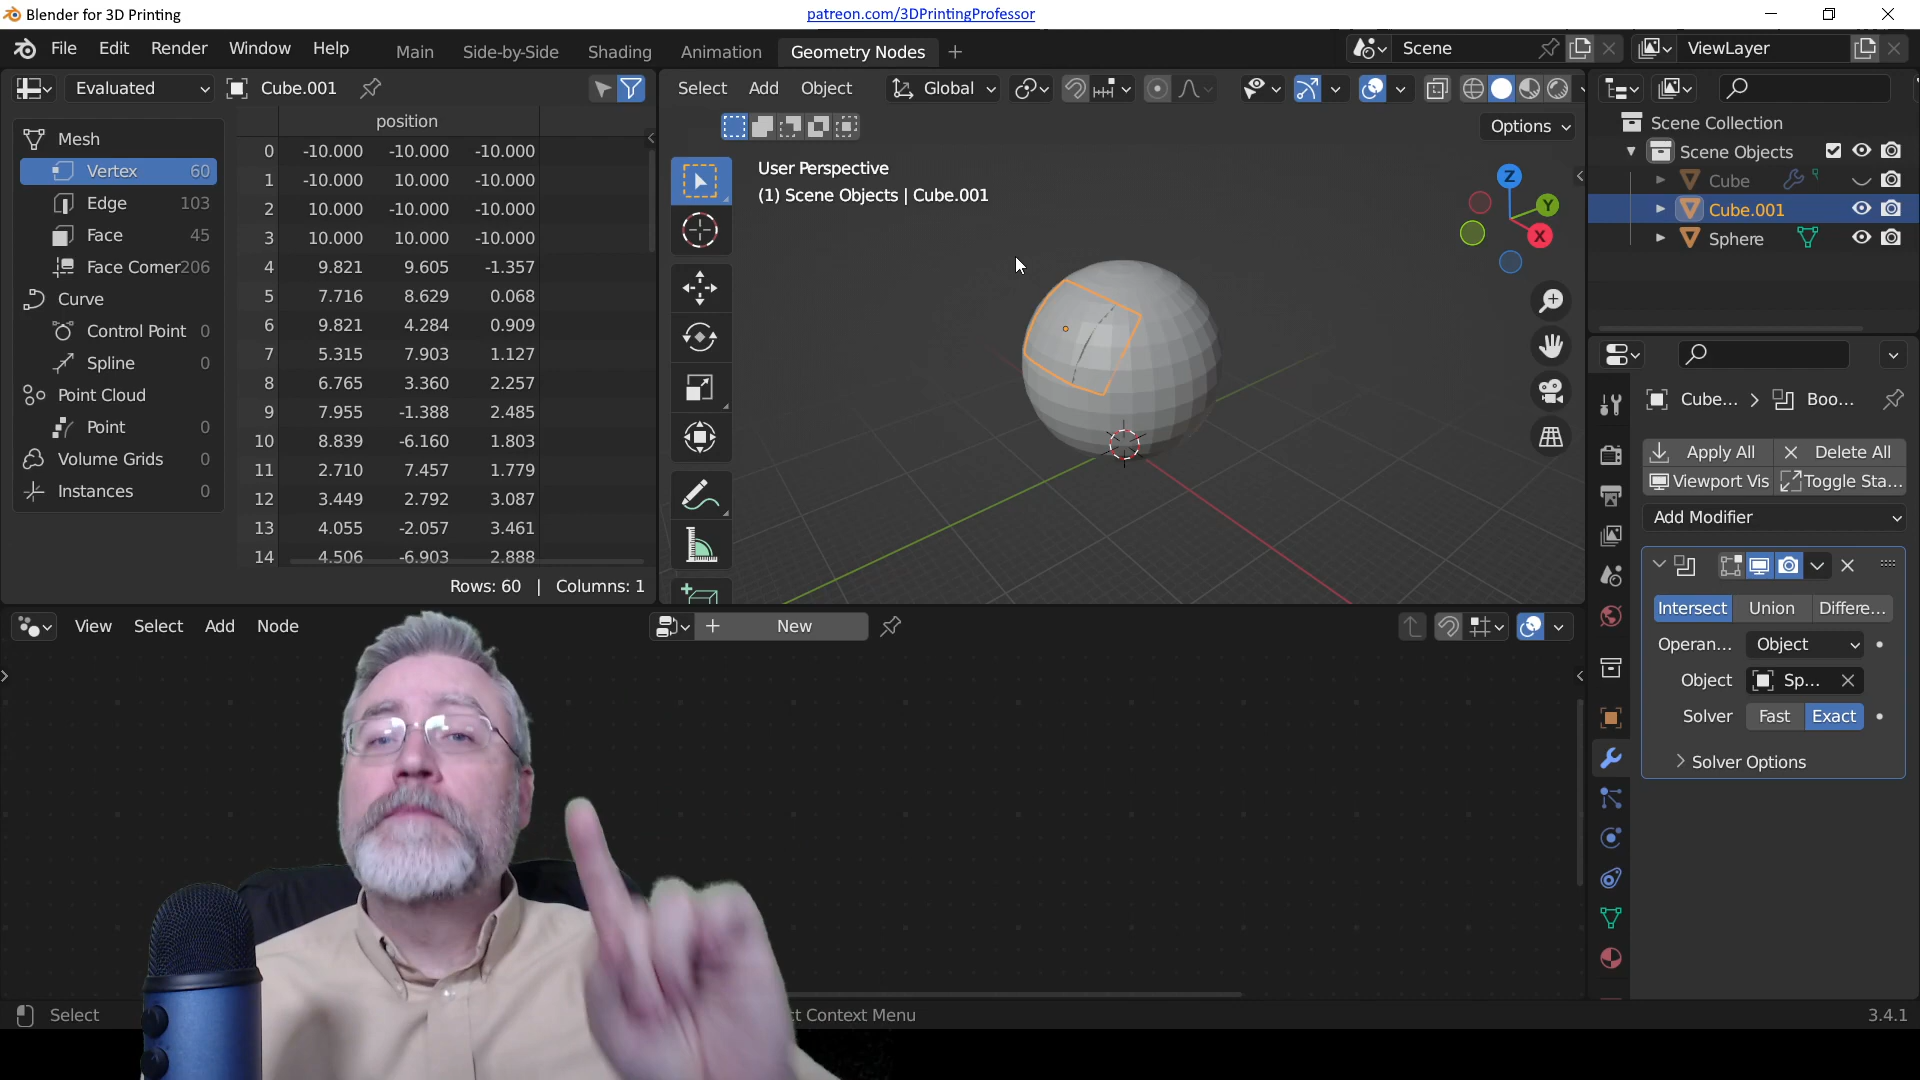 Blender for 3D Printing
patreon.com/3DPrintingProfessor
File Edit Render Window Help
Main Side-by-Side Shading Animation Geometry Nodes
Scene
ViewLayer
Evaluated
Cube.001
position
Mesh
Vertex 60
Edge 103
Face 45
Face Corner 206
Curve
Control Point 0
Spline 0
Point Cloud
Point 0
Volume Grids 0
Instances 0
0 -10.000 -10.000 -10.000
1 -10.000 10.000 -10.000
2 10.000 -10.000 -10.000
3 10.000 10.000 -10.000
4 9.821 9.605 -1.357
5 7.716 8.629 0.068
6 9.821 4.284 0.909
7 5.315 7.903 1.127
8 6.765 3.360 2.257
9 7.955 -1.388 2.485
10 8.839 -6.160 1.803
11 2.710 7.457 1.779
12 3.449 2.792 3.087
13 4.055 -2.057 3.461
14 4.506 -6.903 2.888
Rows: 60 | Columns: 1
Select Add Object
Global
Options
User Perspective
(1) Scene Objects | Cube.001
Z
Y
X
Scene Collection
Scene Objects
Cube
Cube.001
Sphere
Cube... > Boo...
Apply All
Delete All
Viewport Vis
Toggle Sta...
Add Modifier
Intersect Union Differe...
Operan... Object
Object Sp...
Solver Fast Exact
Solver Options
View Select Add Node
New
Select
ct Context Menu
3.4.1